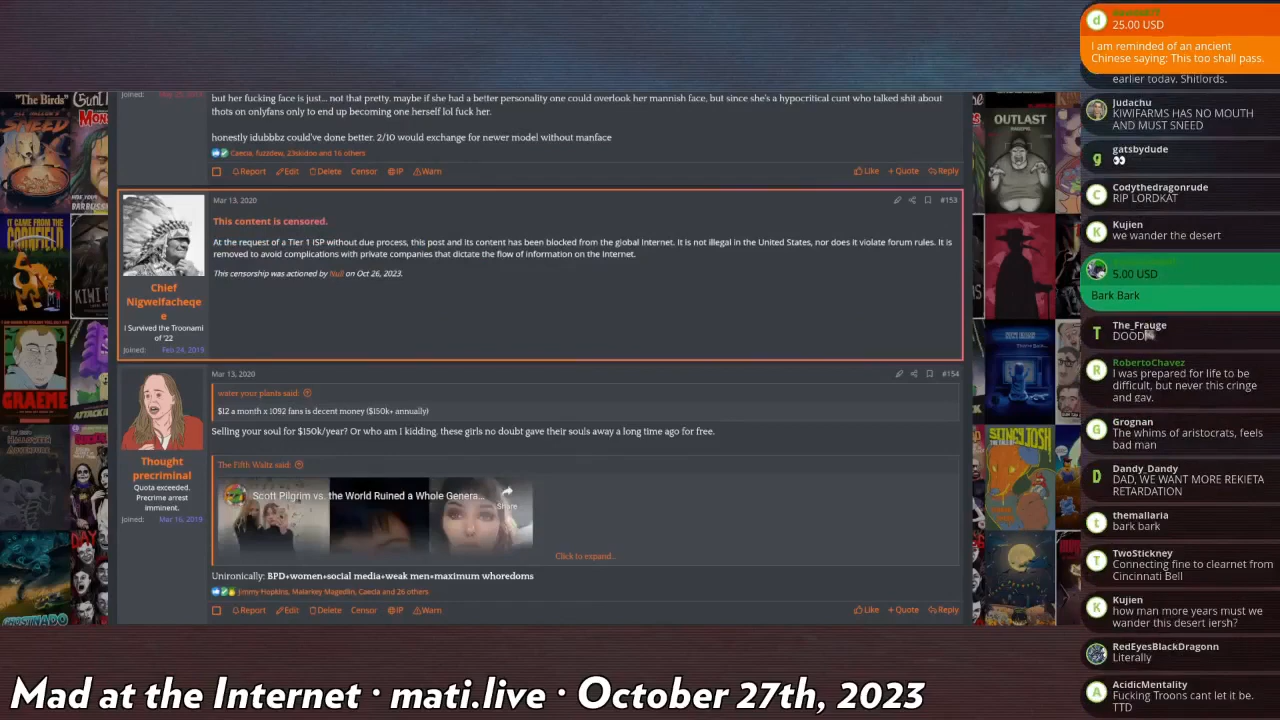 "The Birds"
SNEED
IT CAME FROM THE
CORNFIELD
GRAEME
but her fucking face is just... not that pretty. maybe if she had a better personality one could overlook her mannish face, but since she's a hypocritical cunt who talked shit about
thots on onlyfans only to end up becoming one herself lol fuck her.
honestly idubbbz could've done better. 2/10 would exchange for newer model without manface
Caecia, fuzzdew, 23skidoo and 16 others
Report Edit Delete Censor IP Warn
Like + Quote Reply
Mar 13, 2020
#153
This content is censored.
At the request of a Tier 1 ISP without due process, this post and its content has been blocked from the global Internet. It is not illegal in the United States, nor does it violate forum rules. It is
removed to avoid complications with private companies that dictate the flow of information on the Internet.
This censorship was actioned by Null on Oct 26, 2023.
Chief
Nigwelfacheqe
e
I Survived the Troonami
of '22
Joined: Feb 24, 2019
Mar 13, 2020
#154
water your plants said:
$12 a month x 1092 fans is decent money ($150k+ annually)
Selling your soul for $150k/year? Or who am I kidding, these girls no doubt gave their souls away a long time ago for free.
Thought
precriminal
Quota exceeded.
Precrime arrest
imminent.
Joined: Mar 16, 2019
The Fifth Waltz said:
Scott Pilgrim vs. the World Ruined a Whole Genera...
Share
Click to expand...
Unironically: BPD+women+social media+weak men+maximum whoredoms
Jimmy Hopkins, Malarkey Magedlin, Caecia and 26 others
Report Edit Delete Censor IP Warn
Like + Quote Reply
OUTLAST
STINGY JOSH
25.00 USD
I am reminded of an ancient
Chinese saying: This too shall pass.
earlier today. Shitlords.
Judachu
KIWIFARMS HAS NO MOUTH
AND MUST SNEED
gatsbydude
👀
Codythedragonrude
RIP LORDKAT
Kujien
we wander the desert
5.00 USD
Bark Bark
The_Frauge
DOOD
RobertoChavez
I was prepared for life to be
difficult, but never this cringe
and gay.
Grognan
The whims of aristocrats, feels
bad man
Dandy_Dandy
DAD, WE WANT MORE REKIETA
RETARDATION
themallaria
bark bark
TwoStickney
Connecting fine to clearnet from
Cincinnati Bell
Kujien
how man more years must we
wander this desert jersh?
RedEyesBlackDragonn
Literally
AcidicMentality
Fucking Troons cant let it be.
TTD
Mad at the Internet · mati.live · October 27th, 2023